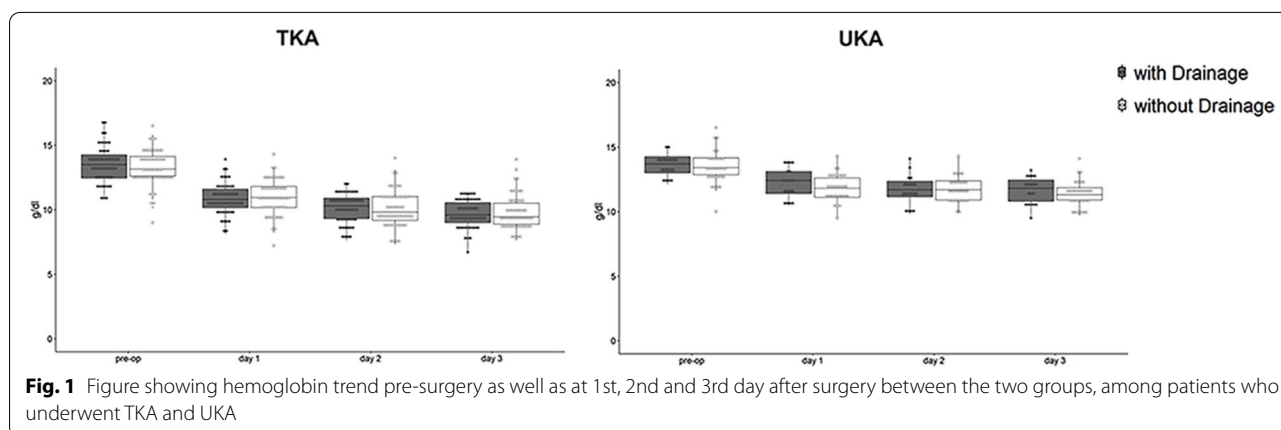 TKA
UKA
with Drainage
without Drainage
20
15
10
5
0
g/dl
pre-op
day 1
day 2
day 3
20
15
10
5
0
g/dl
pre-op
day 1
day 2
day 3
Fig. 1 Figure showing hemoglobin trend pre-surgery as well as at 1st, 2nd and 3rd day after surgery between the two groups, among patients who
underwent TKA and UKA